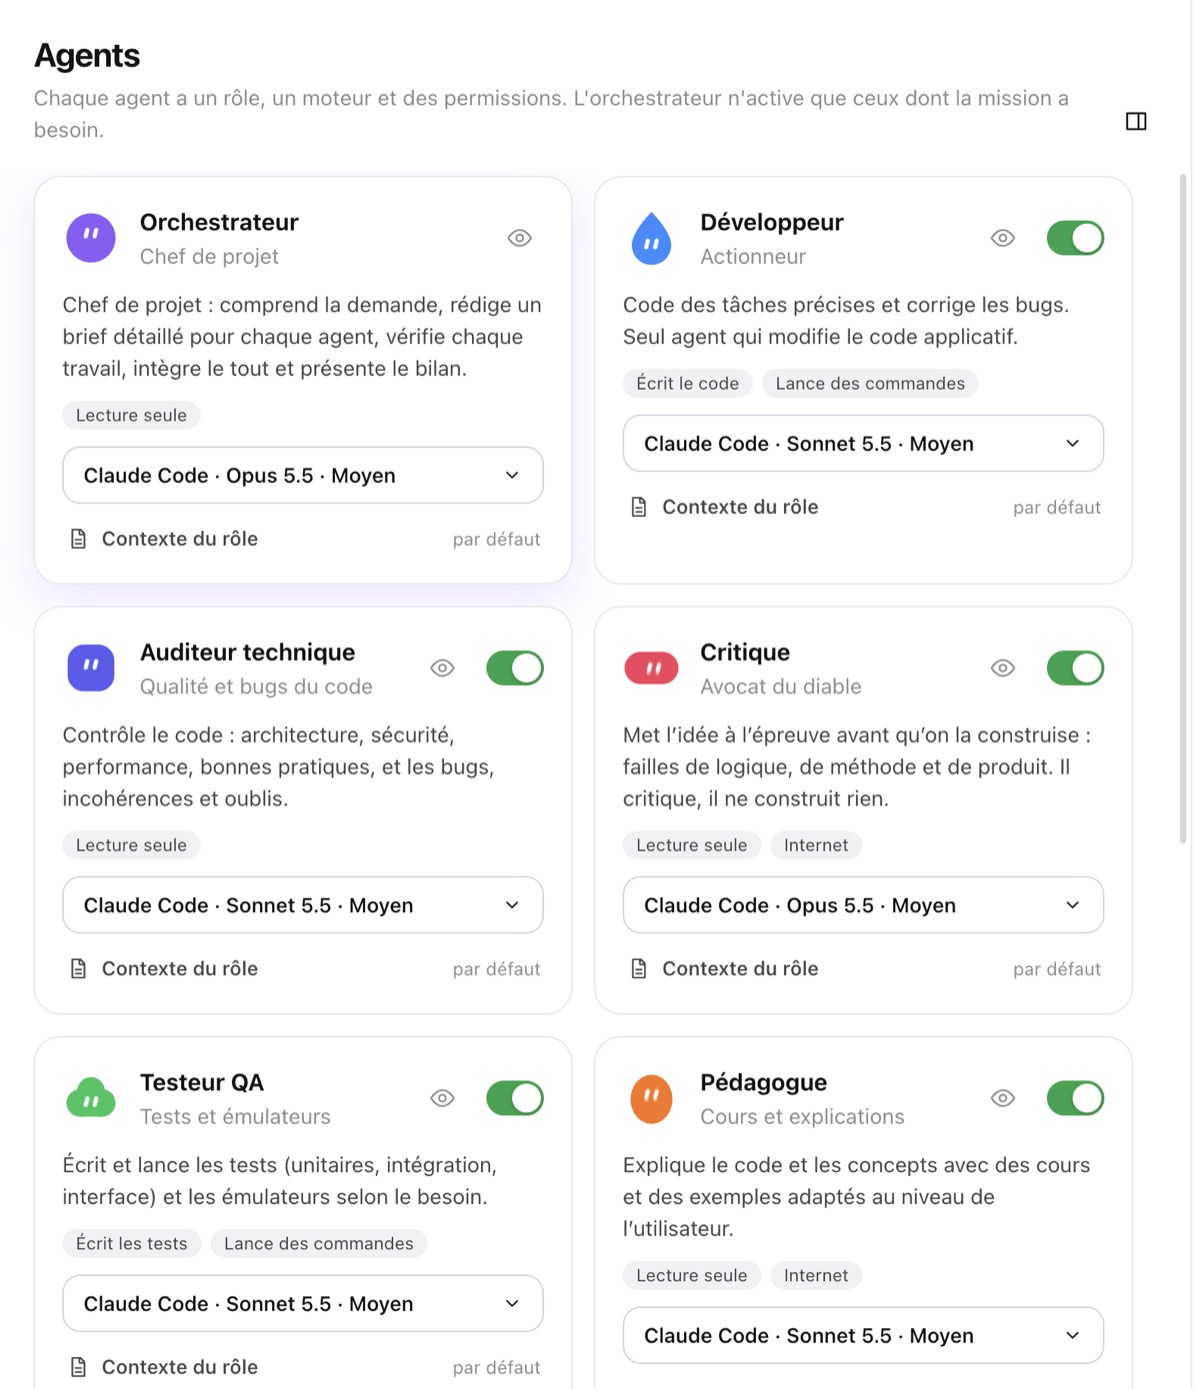 Agents
Chaque agent a un rôle, un moteur et des permissions. L'orchestrateur n'active que ceux dont la mission a
besoin.
Orchestrateur
Chef de projet
Chef de projet : comprend la demande, rédige un
brief détaillé pour chaque agent, vérifie chaque
travail, intègre le tout et présente le bilan.
Lecture seule
Claude Code · Opus 5.5 · Moyen
Contexte du rôle par défaut
Développeur
Actionneur
Code des tâches précises et corrige les bugs.
Seul agent qui modifie le code applicatif.
Écrit le code Lance des commandes
Claude Code · Sonnet 5.5 · Moyen
Contexte du rôle par défaut
Auditeur technique
Qualité et bugs du code
Contrôle le code : architecture, sécurité,
performance, bonnes pratiques, et les bugs,
incohérences et oublis.
Lecture seule
Claude Code · Sonnet 5.5 · Moyen
Contexte du rôle par défaut
Critique
Avocat du diable
Met l’idée à l’épreuve avant qu’on la construise :
failles de logique, de méthode et de produit. Il
critique, il ne construit rien.
Lecture seule Internet
Claude Code · Opus 5.5 · Moyen
Contexte du rôle par défaut
Testeur QA
Tests et émulateurs
Écrit et lance les tests (unitaires, intégration,
interface) et les émulateurs selon le besoin.
Écrit les tests Lance des commandes
Claude Code · Sonnet 5.5 · Moyen
Contexte du rôle par défaut
Pédagogue
Cours et explications
Explique le code et les concepts avec des cours
et des exemples adaptés au niveau de
l’utilisateur.
Lecture seule Internet
Claude Code · Sonnet 5.5 · Moyen